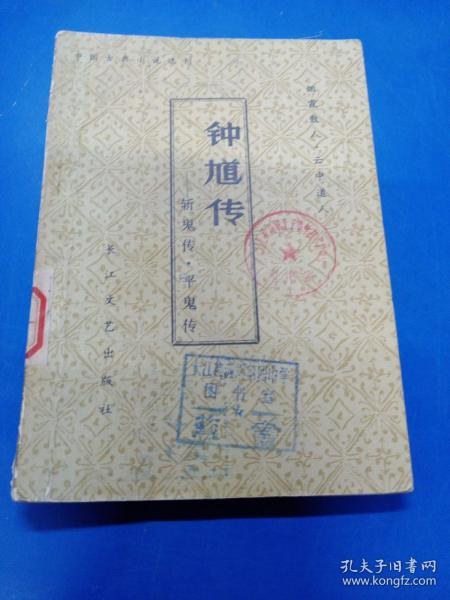 中国古典小说选刊
烟霞散人·云中道人
钟馗传
——斩鬼传·平鬼传
长江文艺出版社
图书
孔夫子旧书网
www.kongfz.com